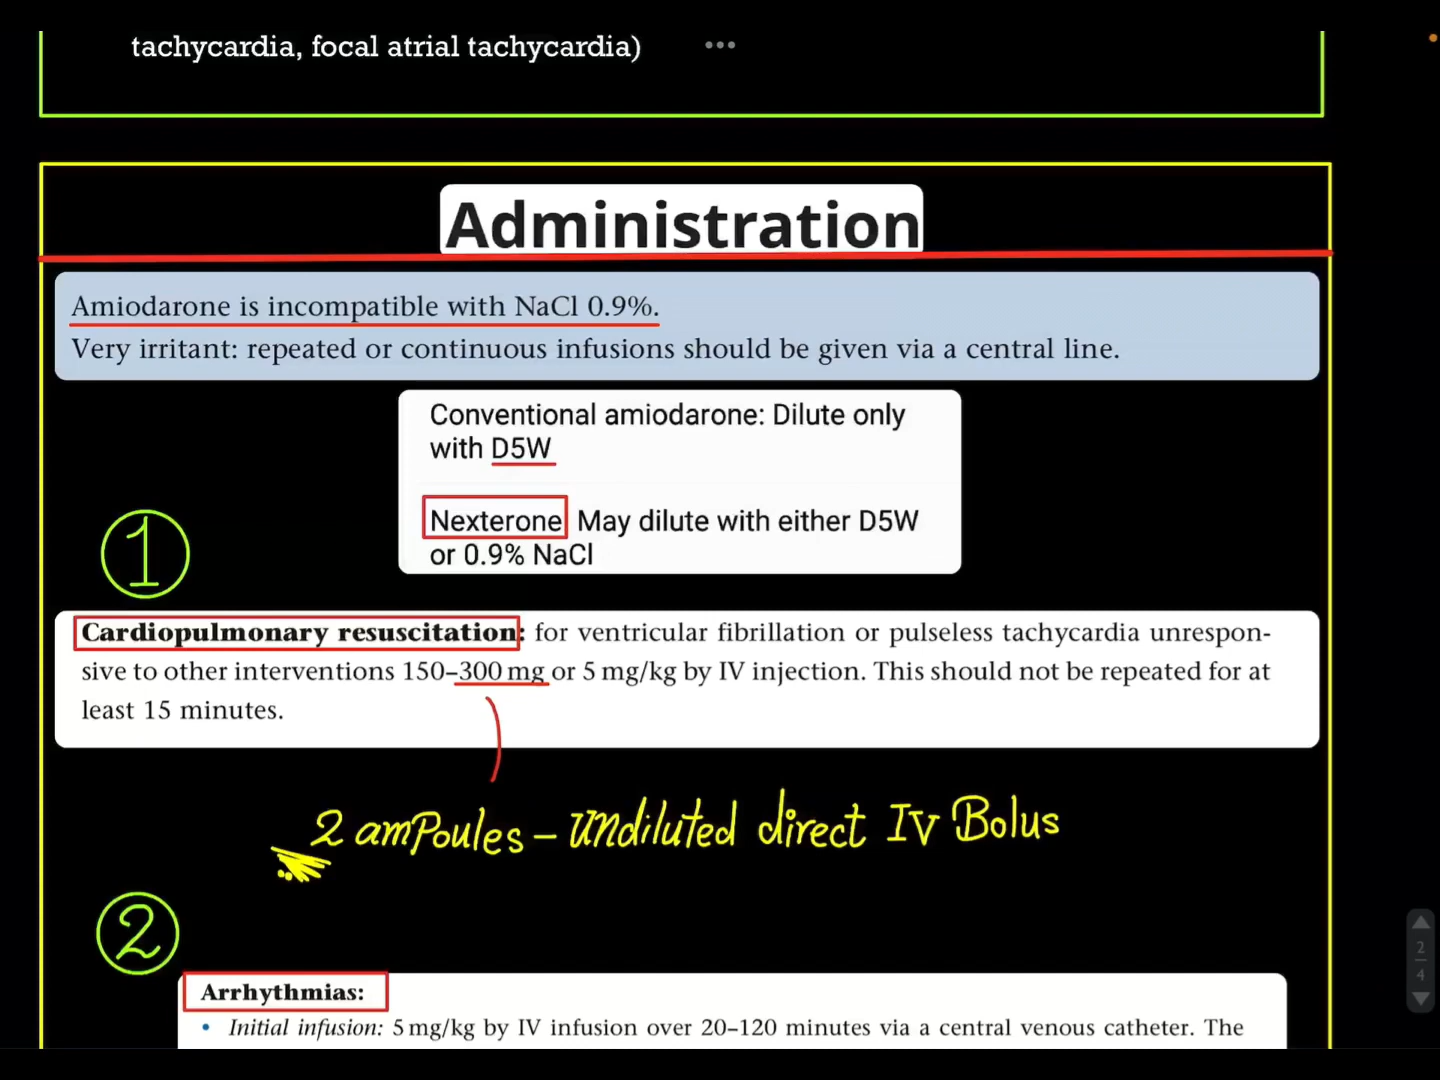 tachycardia, focal atrial tachycardia)
Administration
Amiodarone is incompatible with NaCl 0.9%.
Very irritant: repeated or continuous infusions should be given via a central line.
Conventional amiodarone: Dilute only
with D5W
Nexterone May dilute with either D5W
or 0.9% NaCl
1
Cardiopulmonary resuscitation: for ventricular fibrillation or pulseless tachycardia unrespon-
sive to other interventions 150–300 mg or 5 mg/kg by IV injection. This should not be repeated for at
least 15 minutes.
2 amPoules – Undiluted direct IV Bolus
2
Arrhythmias:
• Initial infusion: 5 mg/kg by IV infusion over 20–120 minutes via a central venous catheter. The
2
4